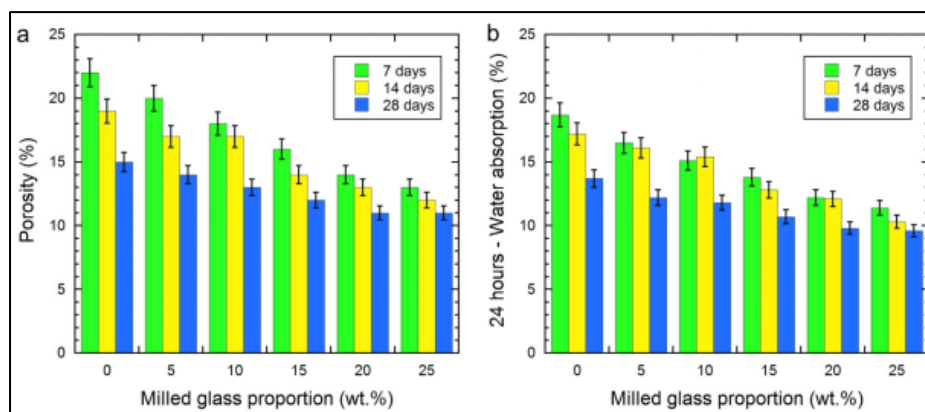 a
25
20
15
10
5
0
Porosity (%)
7 days
14 days
28 days
0 5 10 15 20 25
Milled glass proportion (wt.%)
b
25
20
15
10
5
0
24 hours - Water absorption (%)
7 days
14 days
28 days
0 5 10 15 20 25
Milled glass proportion (wt.%)